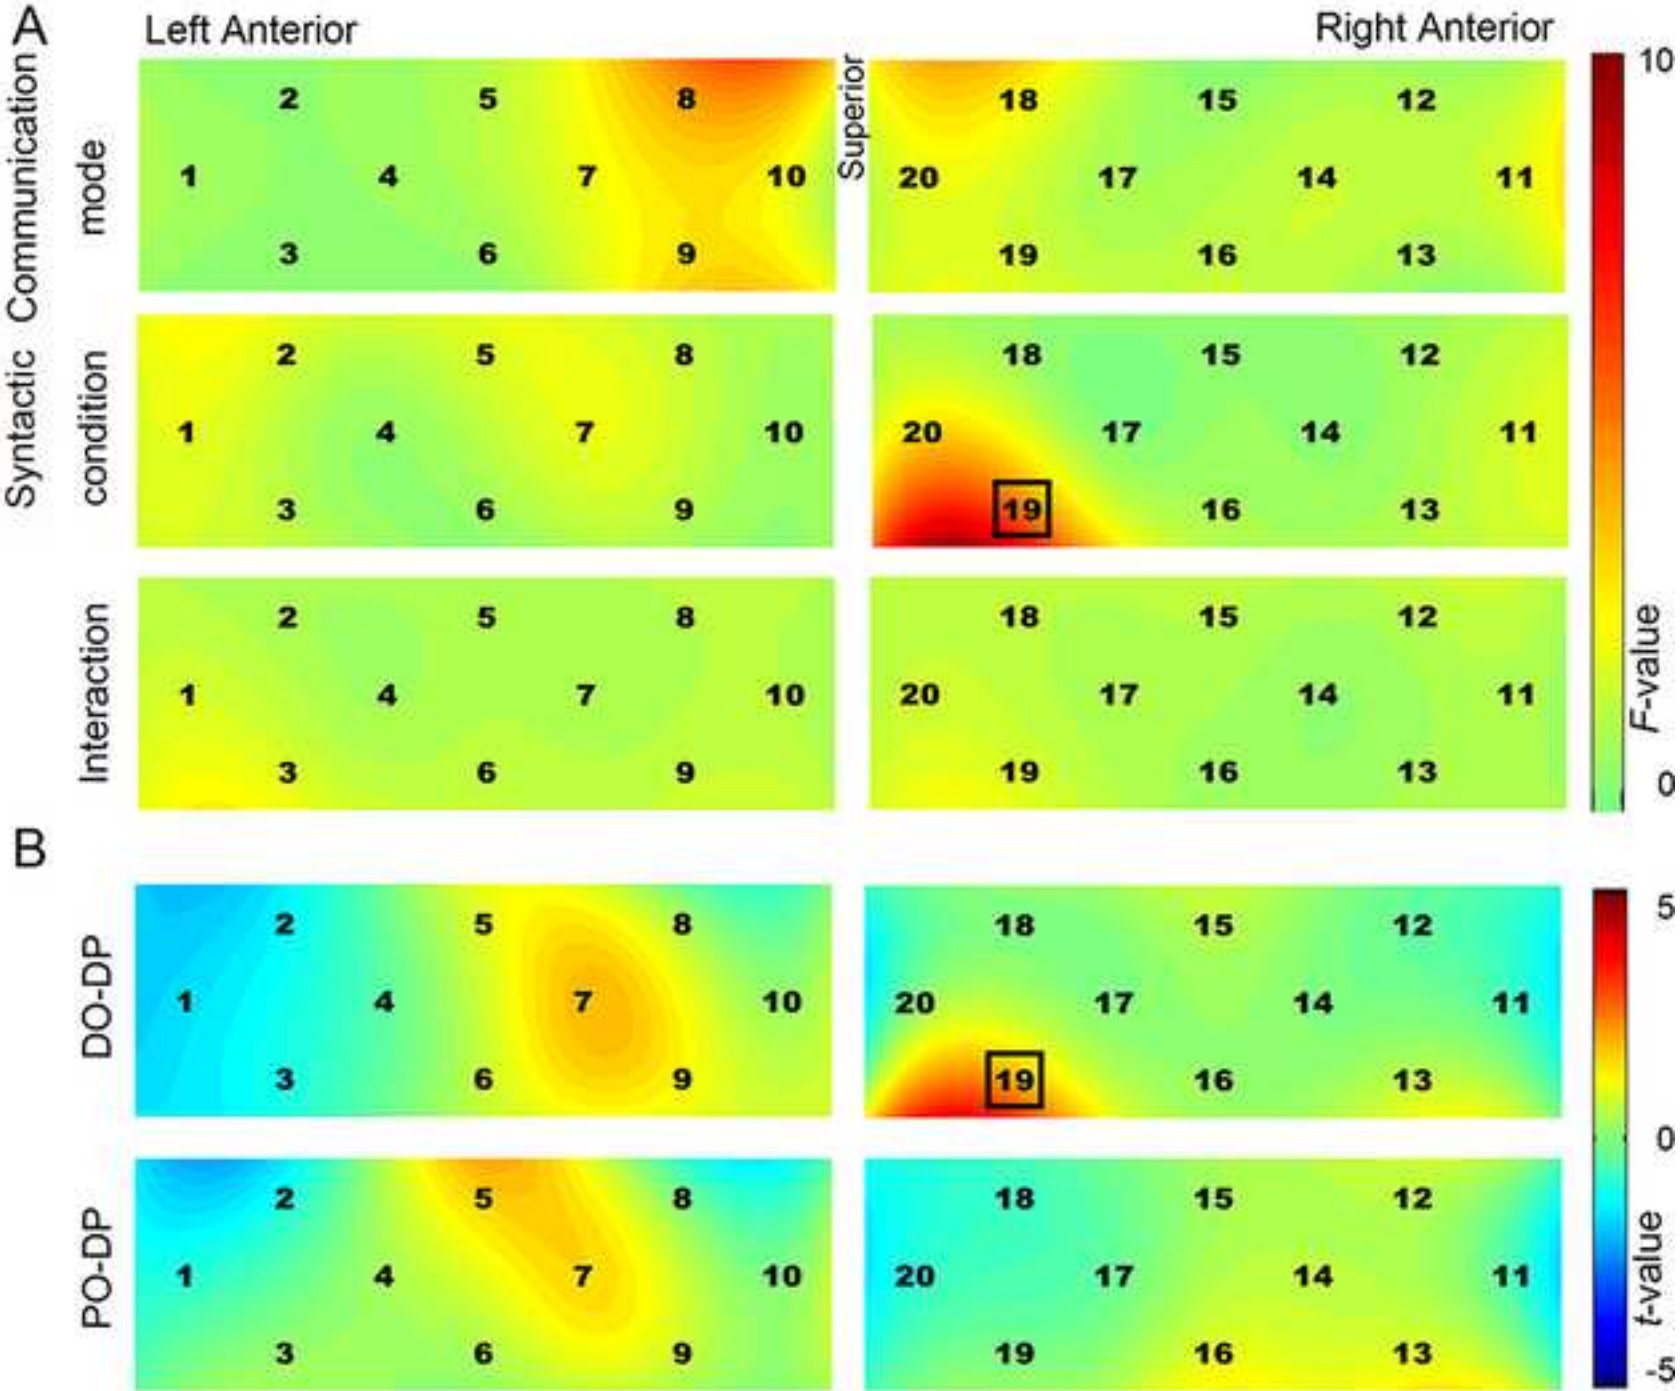 A
Left Anterior
Right Anterior
Communication
mode
Superior
2 5 8
1 4 7 10
3 6 9
18 15 12
20 17 14 11
19 16 13
10
Syntactic
condition
2 5 8
1 4 7 10
3 6 9
18 15 12
20 17 14 11
19 16 13
Interaction
2 5 8
1 4 7 10
3 6 9
18 15 12
20 17 14 11
19 16 13
F-value
0
B
DO-DP
2 5 8
1 4 7 10
3 6 9
18 15 12
20 17 14 11
19 16 13
5
0
PO-DP
2 5 8
1 4 7 10
3 6 9
18 15 12
20 17 14 11
19 16 13
t-value
-5